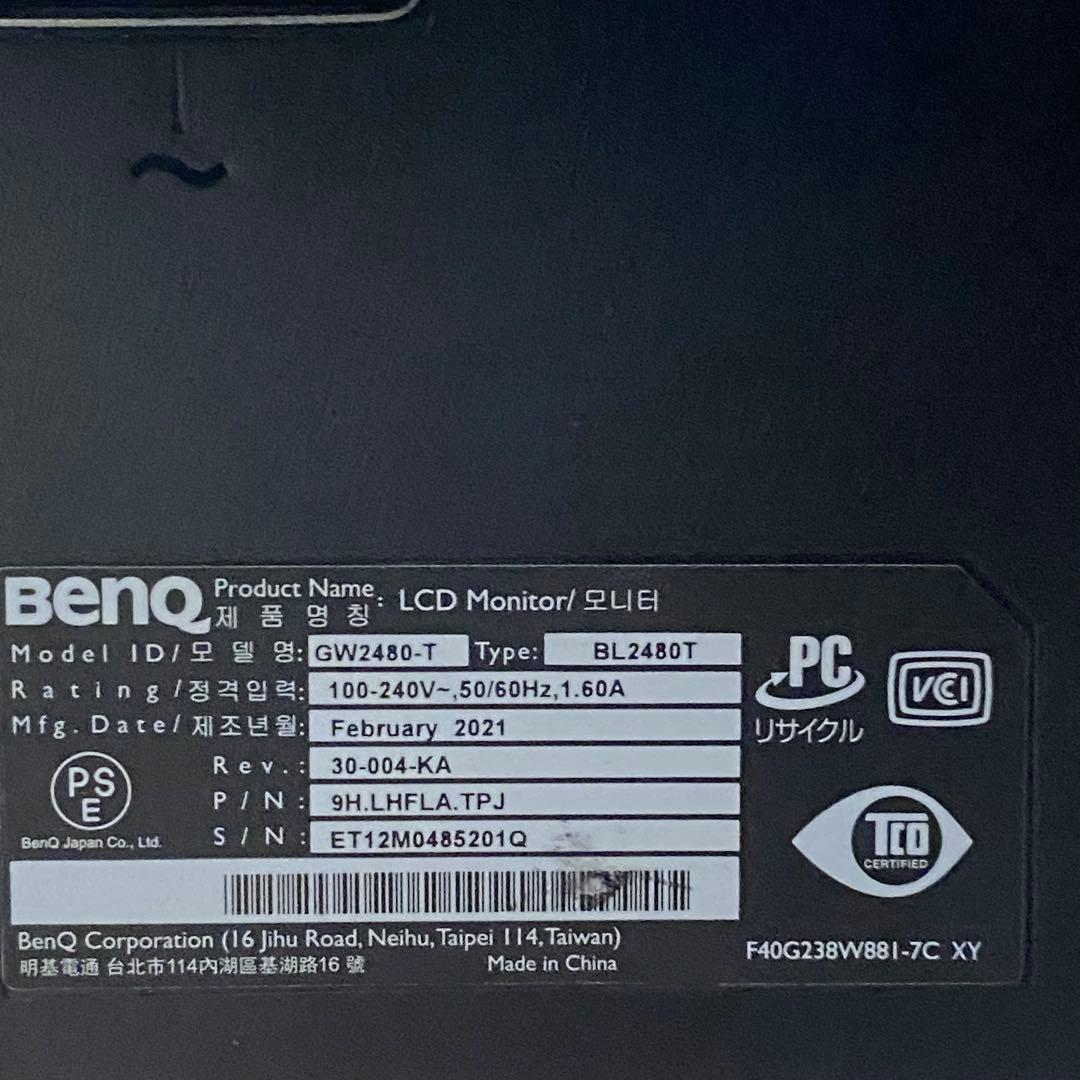 BenQ
Product Name : LCD Monitor/ 모니터
제 품 명 칭
Model ID/모 델 명: GW2480-T Type: BL2480T
Rating/정격입력: 100-240V~,50/60Hz,1.60A
Mfg.Date/제조년월: February 2021
Rev.: 30-004-KA
P/N: 9H.LHFLA.TPJ
S/N: ET12M0485201Q
PS
E
BenQ Japan Co., Ltd.
PC
リサイクル
VCCI
TCO
CERTIFIED
BenQ Corporation (16 Jihu Road, Neihu, Taipei 114, Taiwan)
明基電通 台北市114內湖區基湖路16 號
Made in China
F40G238W881-7C XY